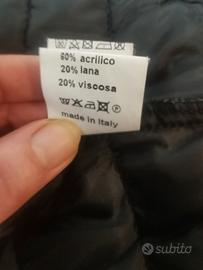 60% acrilico
20% lana
20% viscosa
made in Italy
subito